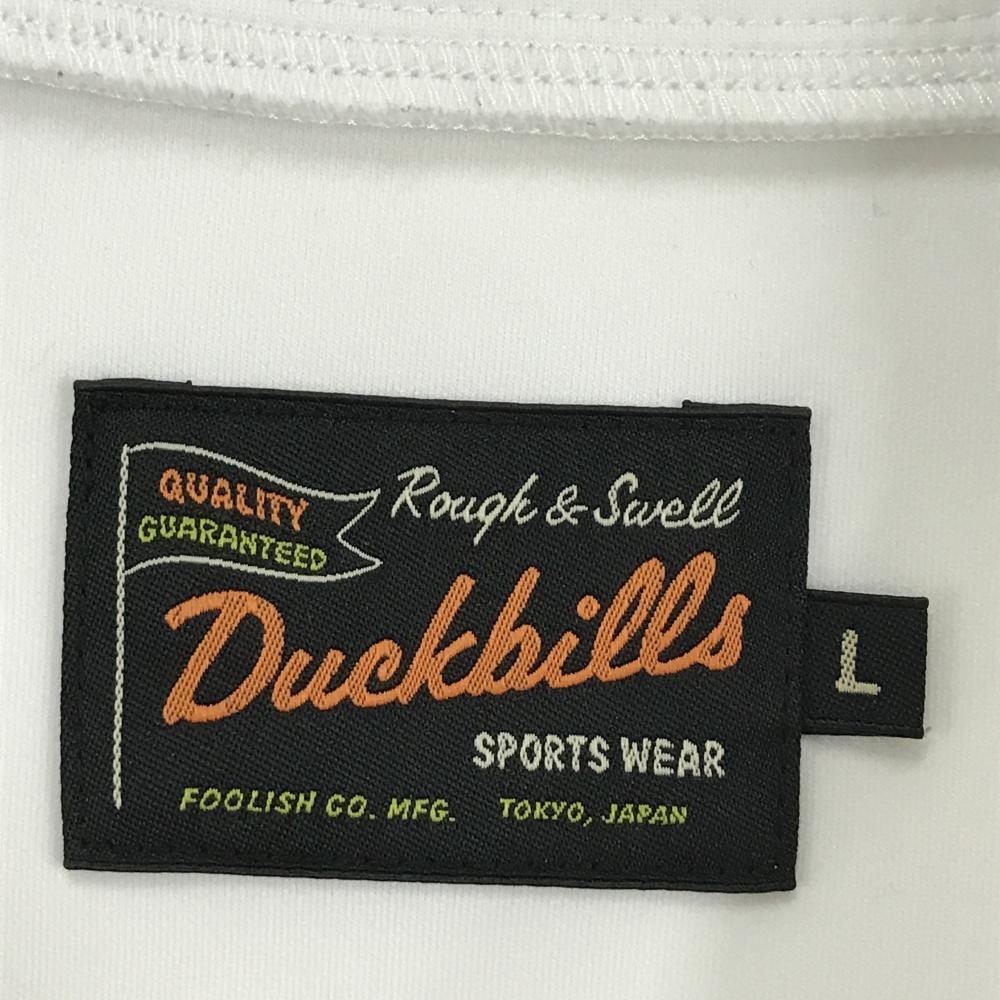 QUALITY
GUARANTEED
Rough & Swell
Duckbills
SPORTS WEAR
FOOLISH CO. MFG. TOKYO, JAPAN
L